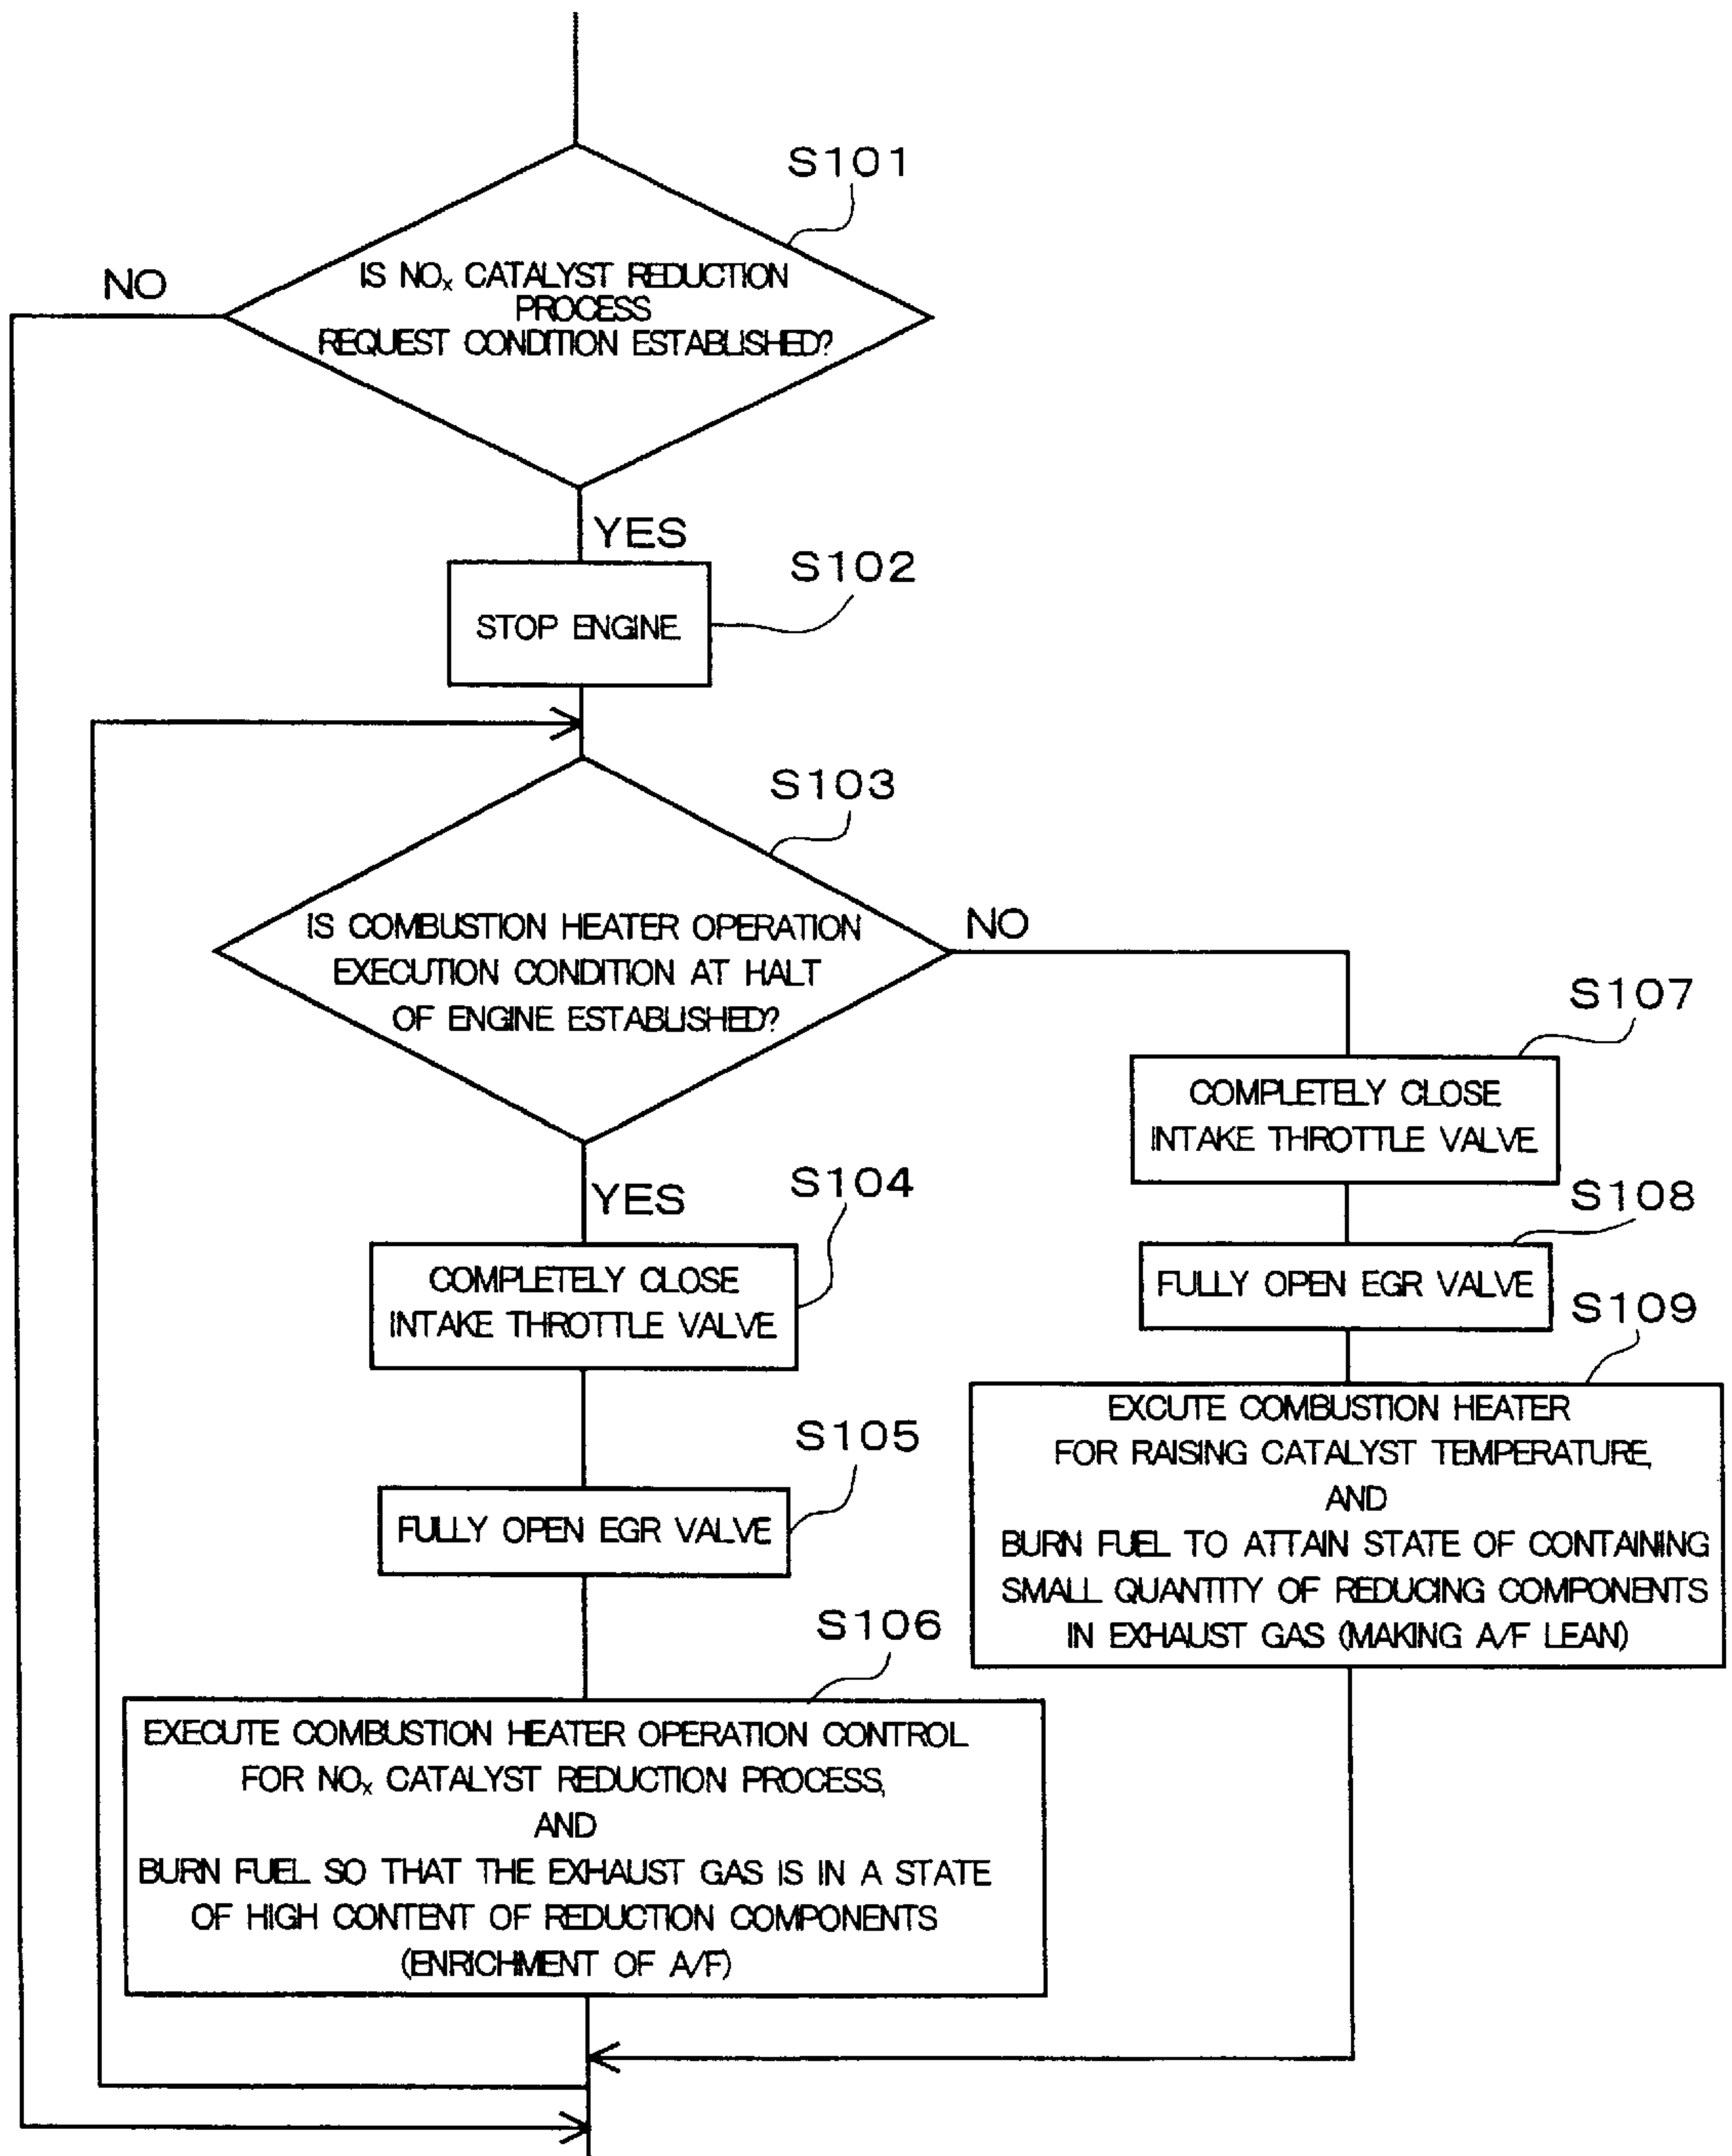 S101
IS NOx CATALYST REDUCTION
PROCESS
REQUEST CONDITION ESTABLISHED?
NO
YES
S102
STOP ENGINE
S103
IS COMBUSTION HEATER OPERATION
EXECUTION CONDITION AT HALT
OF ENGINE ESTABLISHED?
NO
YES
S104
COMPLETELY CLOSE
INTAKE THROTTLE VALVE
S105
FULLY OPEN EGR VALVE
S106
EXECUTE COMBUSTION HEATER OPERATION CONTROL
FOR NOx CATALYST REDUCTION PROCESS,
AND
BURN FUEL SO THAT THE EXHAUST GAS IS IN A STATE
OF HIGH CONTENT OF REDUCTION COMPONENTS
(ENRICHMENT OF A/F)
S107
COMPLETELY CLOSE
INTAKE THROTTLE VALVE
S108
FULLY OPEN EGR VALVE
S109
EXCUTE COMBUSTION HEATER
FOR RAISING CATALYST TEMPERATURE,
AND
BURN FUEL TO ATTAIN STATE OF CONTAINING
SMALL QUANTITY OF REDUCING COMPONENTS
IN EXHAUST GAS (MAKING A/F LEAN)